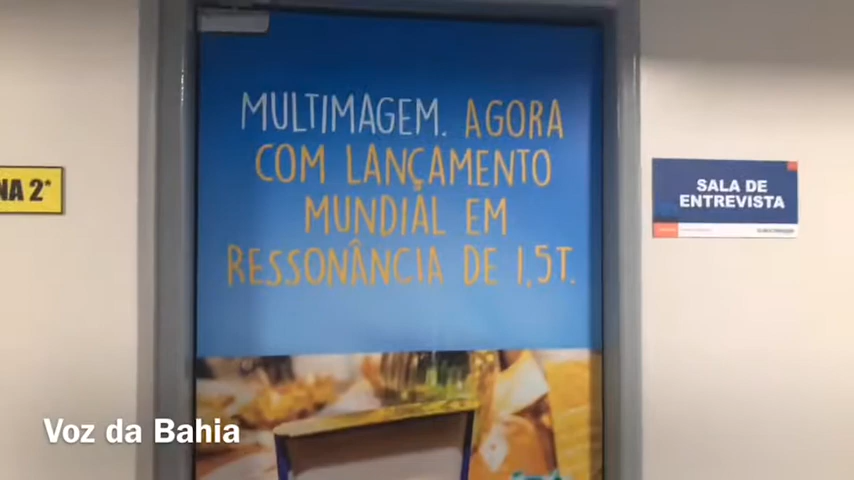 MULTIMAGEM. AGORA
COM LANÇAMENTO
MUNDIAL EM
RESSONÂNCIA DE 1,5T.
NA 2*
SALA DE
ENTREVISTA
Voz da Bahia